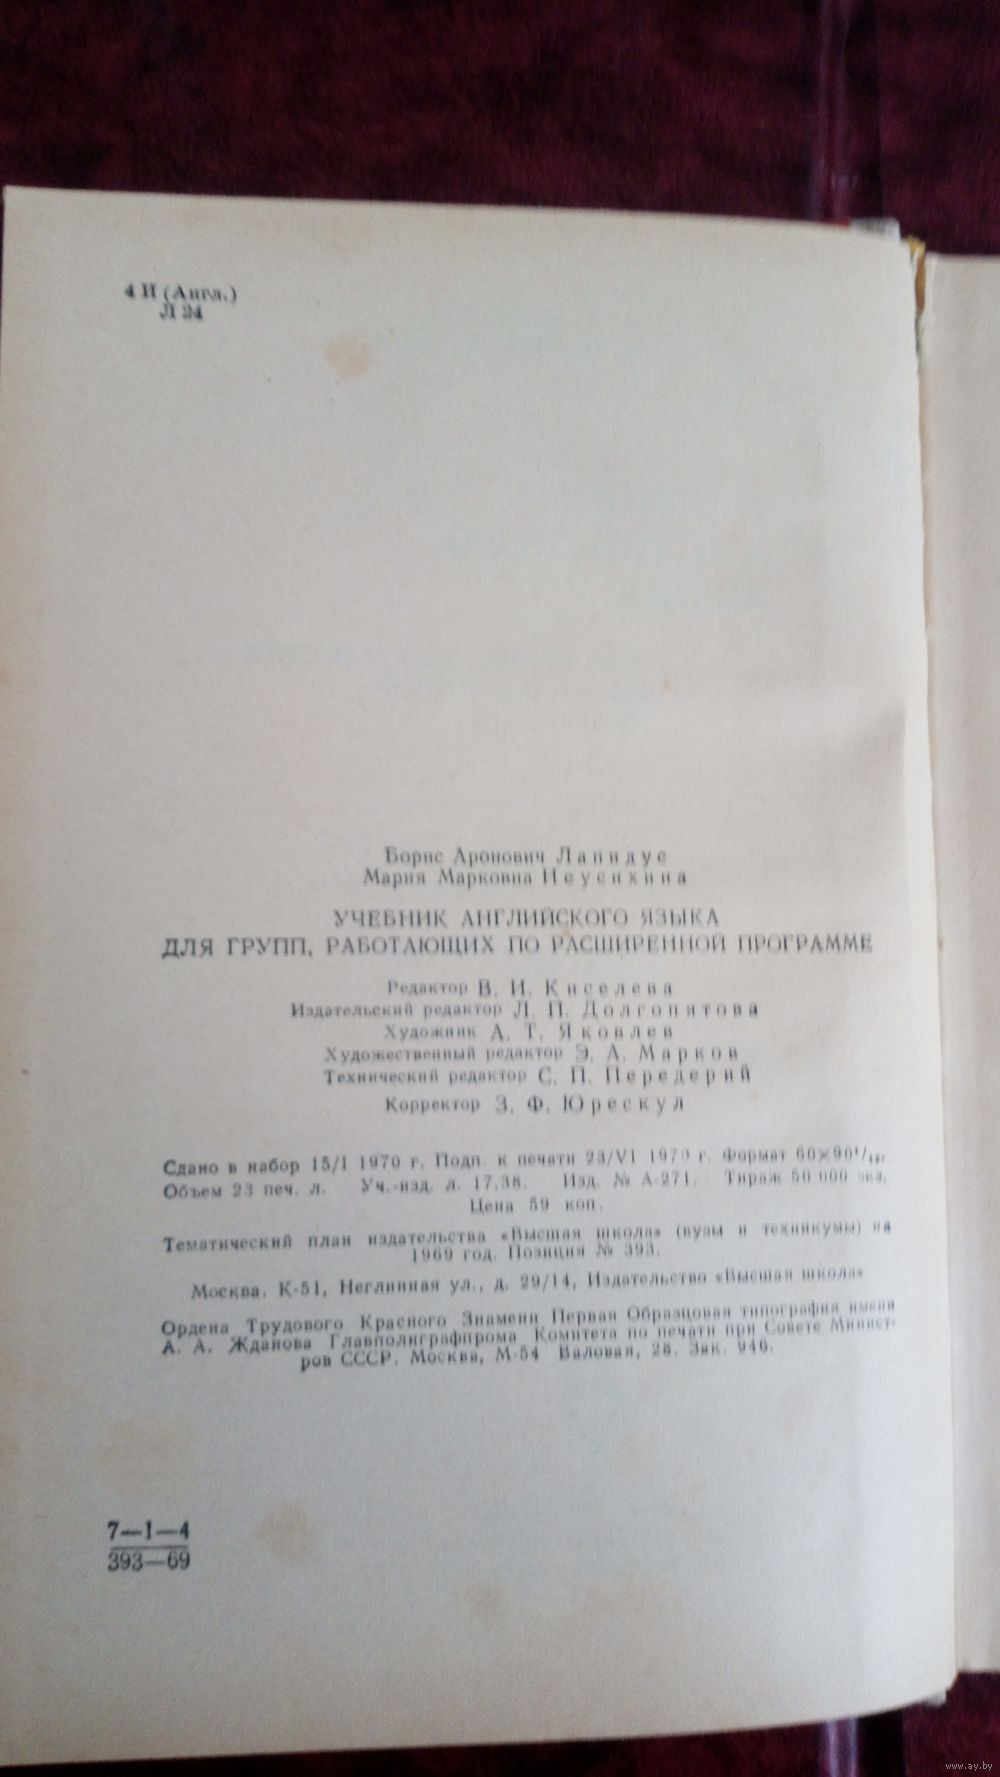 4 И (Англ.)
Л 24
Борис Аронович Лапидус
Мария Марковна Неусихина
УЧЕБНИК АНГЛИЙСКОГО ЯЗЫКА
ДЛЯ ГРУПП, РАБОТАЮЩИХ ПО РАСШИРЕННОЙ ПРОГРАММЕ
Редактор В. И. Киселева
Издательский редактор Л. П. Долгопятова
Художник А. Т. Яковлев
Художественный редактор Э. А. Марков
Технический редактор С. П. Передерий
Корректор З. Ф. Юрескул
Сдано в набор 15/I 1970 г. Подп. к печати 23/VI 1970 г. Формат 60×90¹/₁₆.
Объем 23 печ. л. Уч.-изд. л. 17,38. Изд. № А-271. Тираж 50 000 экз.
Цена 59 коп.
Тематический план издательства «Высшая школа» (вузы и техникумы) на
1969 год. Позиция № 393.
Москва, К-51, Неглинная ул., д. 29/14, Издательство «Высшая школа»
Ордена Трудового Красного Знамени Первая Образцовая типография имени
А. А. Жданова Главполиграфпрома Комитета по печати при Совете Минист-
ров СССР. Москва, М-54 Валовая, 28. Зак. 946.
7—1—4
393—69
www.ay.by